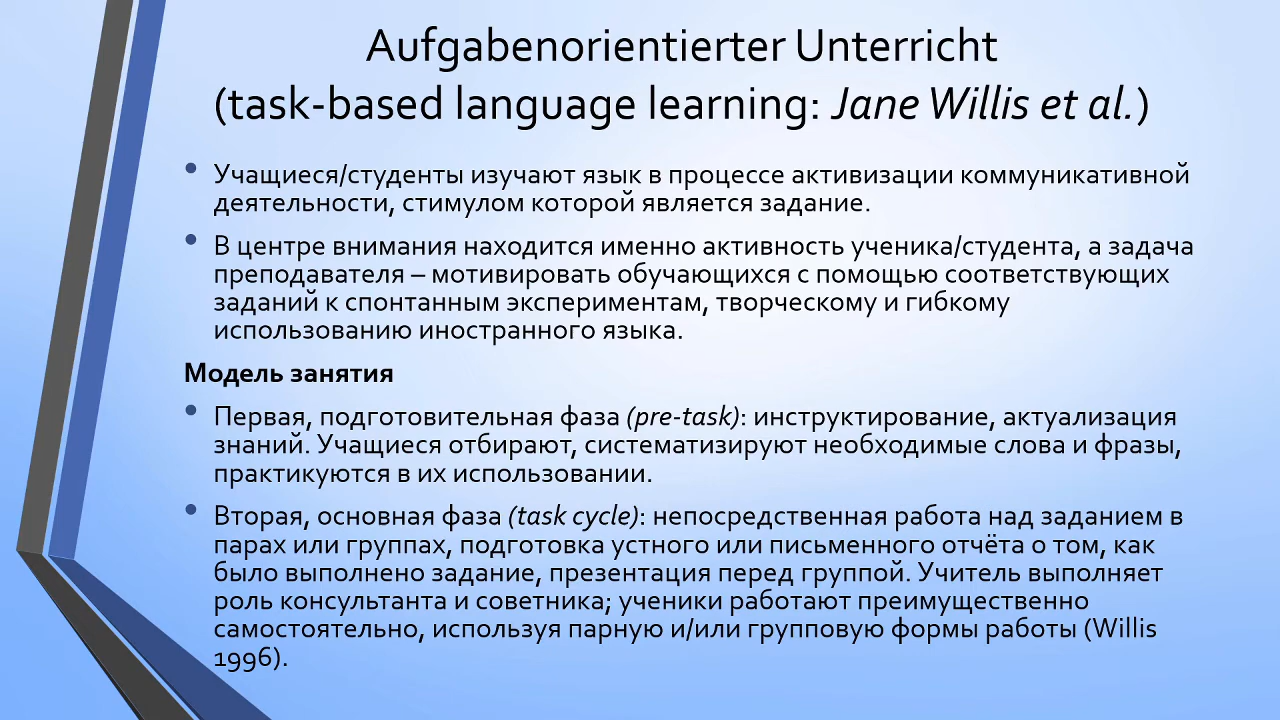 Aufgabenorientierter Unterricht
(task-based language learning: Jane Willis et al.)
• Учащиеся/студенты изучают язык в процессе активизации коммуникативной
деятельности, стимулом которой является задание.
• В центре внимания находится именно активность ученика/студента, а задача
преподавателя – мотивировать обучающихся с помощью соответствующих
заданий к спонтанным экспериментам, творческому и гибкому
использованию иностранного языка.
Модель занятия
• Первая, подготовительная фаза (pre-task): инструктирование, актуализация
знаний. Учащиеся отбирают, систематизируют необходимые слова и фразы,
практикуются в их использовании.
• Вторая, основная фаза (task cycle): непосредственная работа над заданием в
парах или группах, подготовка устного или письменного отчёта о том, как
было выполнено задание, презентация перед группой. Учитель выполняет
роль консультанта и советника; ученики работают преимущественно
самостоятельно, используя парную и/или групповую формы работы (Willis
1996).